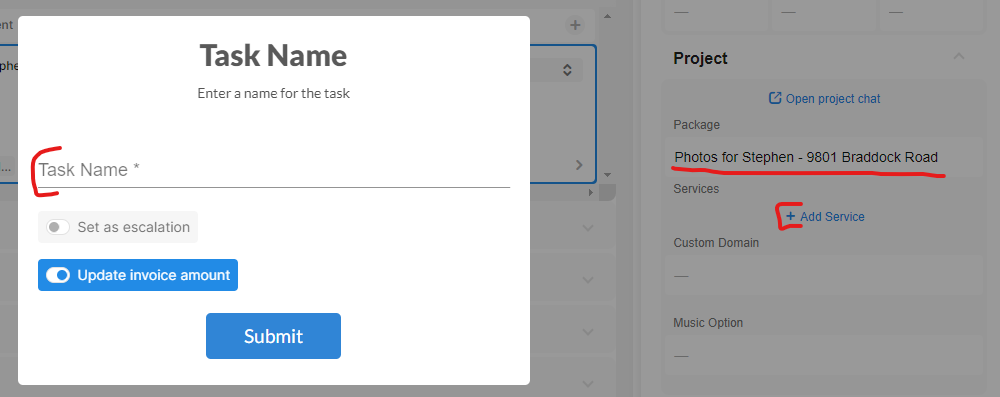 ent
Task Name
Enter a name for the task
phe
Task Name *
...
Set as escalation
Update invoice amount
Submit
— — —
Project
Open project chat
Package
Photos for Stephen - 9801 Braddock Road
Services
+ Add Service
Custom Domain
—
Music Option
—